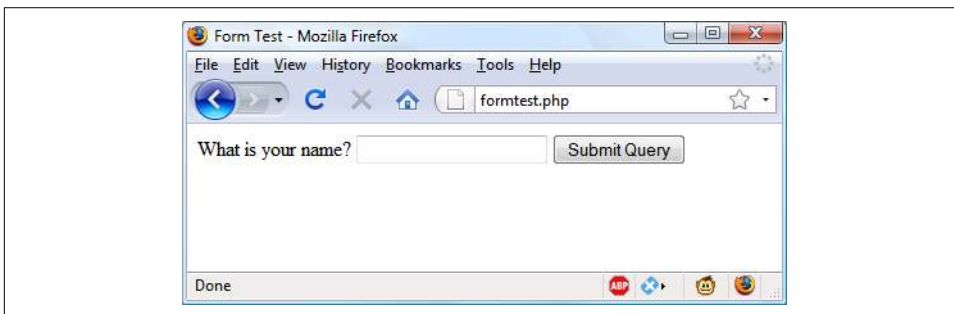 Form Test - Mozilla Firefox
File Edit View History Bookmarks Tools Help
formtest.php
What is your name? Submit Query
Done ABP